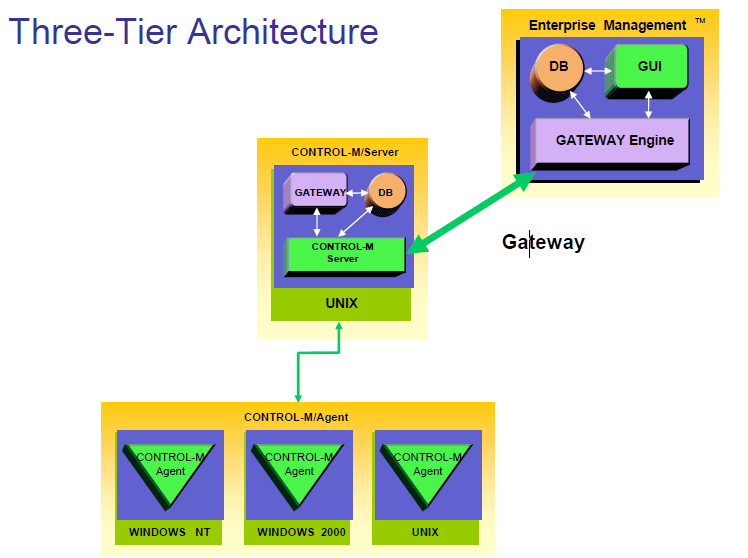 Three-Tier Architecture
Enterprise Management ™
DB
GUI
GATEWAY Engine
CONTROL-M/Server
GATEWAY
DB
CONTROL-M
Server
UNIX
Gateway
CONTROL-M/Agent
CONTROL-M
Agent
WINDOWS NT
CONTROL-M
Agent
WINDOWS 2000
CONTROL-M
Agent
UNIX